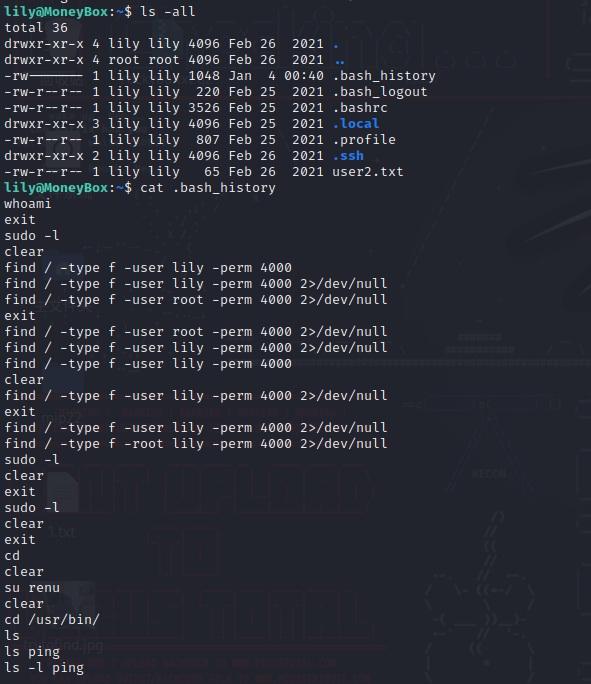 lily@MoneyBox:~$ ls -all
total 36
drwxr-xr-x 4 lily lily 4096 Feb 26  2021 .
drwxr-xr-x 4 root root 4096 Feb 26  2021 ..
-rw------- 1 lily lily 1048 Jan  4 00:40 .bash_history
-rw-r--r-- 1 lily lily  220 Feb 25  2021 .bash_logout
-rw-r--r-- 1 lily lily 3526 Feb 25  2021 .bashrc
drwxr-xr-x 3 lily lily 4096 Feb 25  2021 .local
-rw-r--r-- 1 lily lily  807 Feb 25  2021 .profile
drwxr-xr-x 2 lily lily 4096 Feb 26  2021 .ssh
-rw-r--r-- 1 lily lily   65 Feb 26  2021 user2.txt
lily@MoneyBox:~$ cat .bash_history
whoami
exit
sudo -l
clear
find / -type f -user lily -perm 4000
find / -type f -user lily -perm 4000 2>/dev/null
find / -type f -user root -perm 4000 2>/dev/null
exit
find / -type f -user root -perm 4000 2>/dev/null
find / -type f -user lily -perm 4000 2>/dev/null
find / -type f -user lily -perm 4000
clear
find / -type f -user lily -perm 4000 2>/dev/null
exit
find / -type f -user lily -perm 4000 2>/dev/null
find / -type f -root lily -perm 4000 2>/dev/null
sudo -l
clear
exit
sudo -l
clear
exit
cd
clear
su renu
clear
cd /usr/bin/
ls
ls ping
ls -l ping